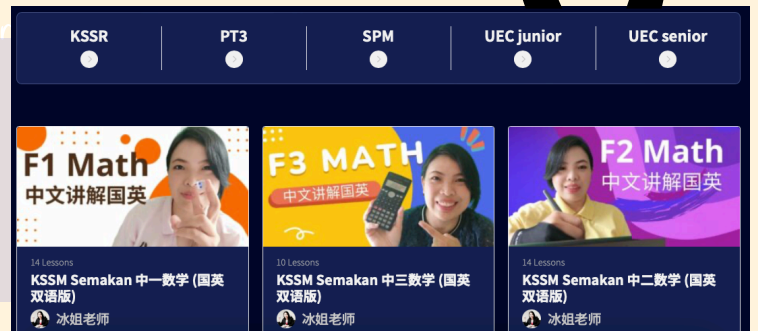 KSSR
PT3
SPM
UEC junior
UEC senior
F1 Math
中文讲解国英
F3 MATH
中文讲解国英
F2 Math
中文讲解国英
14 Lessons
KSSM Semakan 中一数学 (国英
双语版)
冰姐老师
10 Lessons
KSSM Semakan 中三数学 (国英
双语版)
冰姐老师
14 Lessons
KSSM Semakan 中二数学 (国英
双语版)
冰姐老师